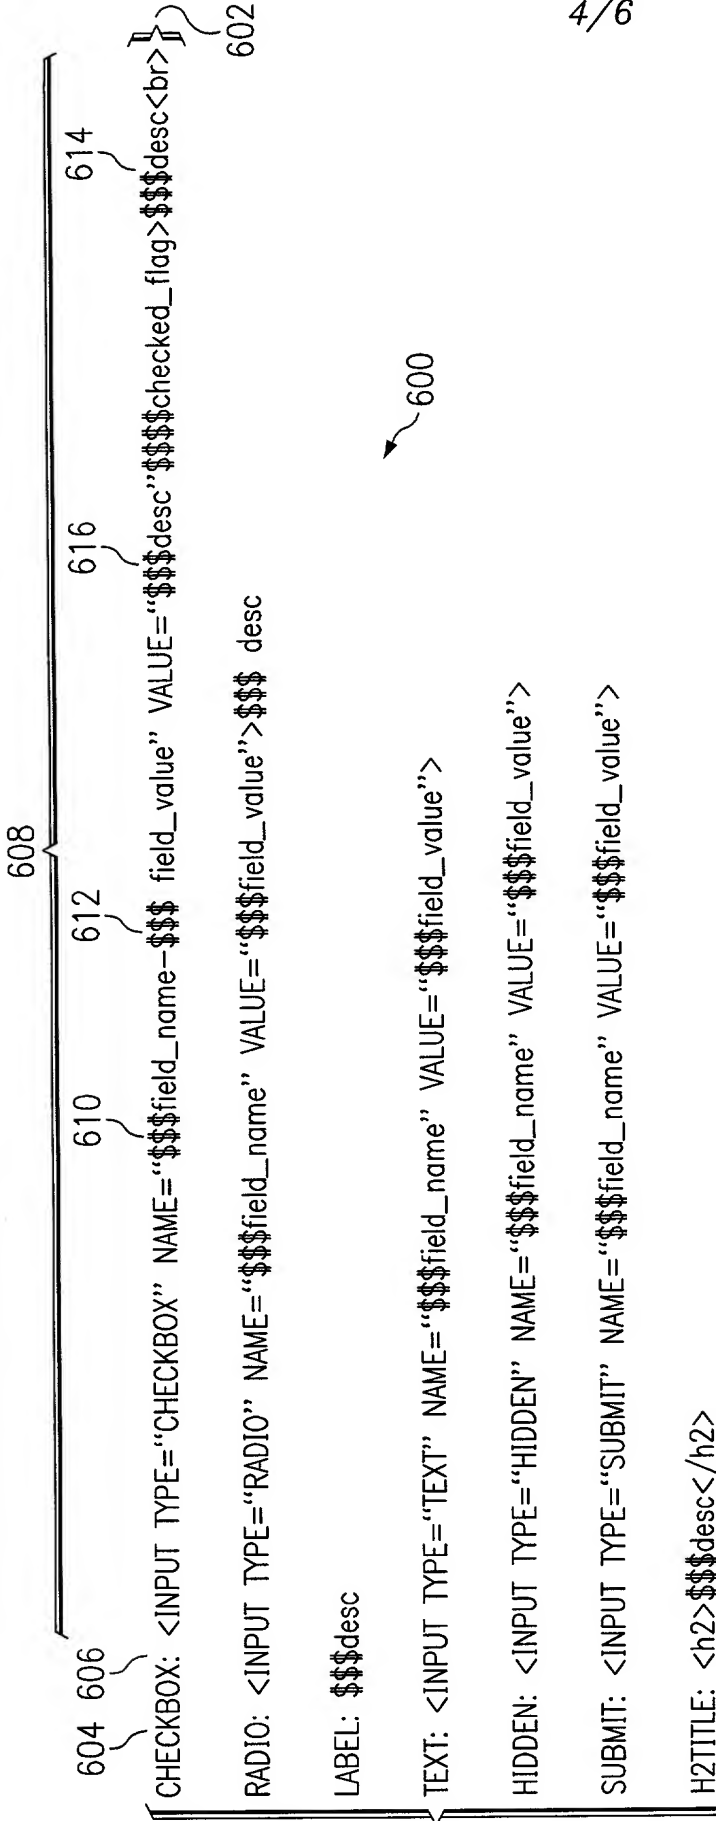 4/6
608
604 606 610 612 616 614 602
CHECKBOX: <INPUT TYPE="CHECKBOX" NAME="$$$field_name-$$$ field_value" VALUE="$$$desc"$$$$checked_flag>$$$desc<br>
RADIO: <INPUT TYPE="RADIO" NAME="$$$field_name" VALUE="$$$field_value">$$$ desc
LABEL: $$$desc
600
TEXT: <INPUT TYPE="TEXT" NAME="$$$field_name" VALUE="$$$field_value">
HIDDEN: <INPUT TYPE="HIDDEN" NAME="$$$field_name" VALUE="$$$field_value">
SUBMIT: <INPUT TYPE="SUBMIT" NAME="$$$field_name" VALUE="$$$field_value">
H2TITLE: <h2>$$$desc</h2>